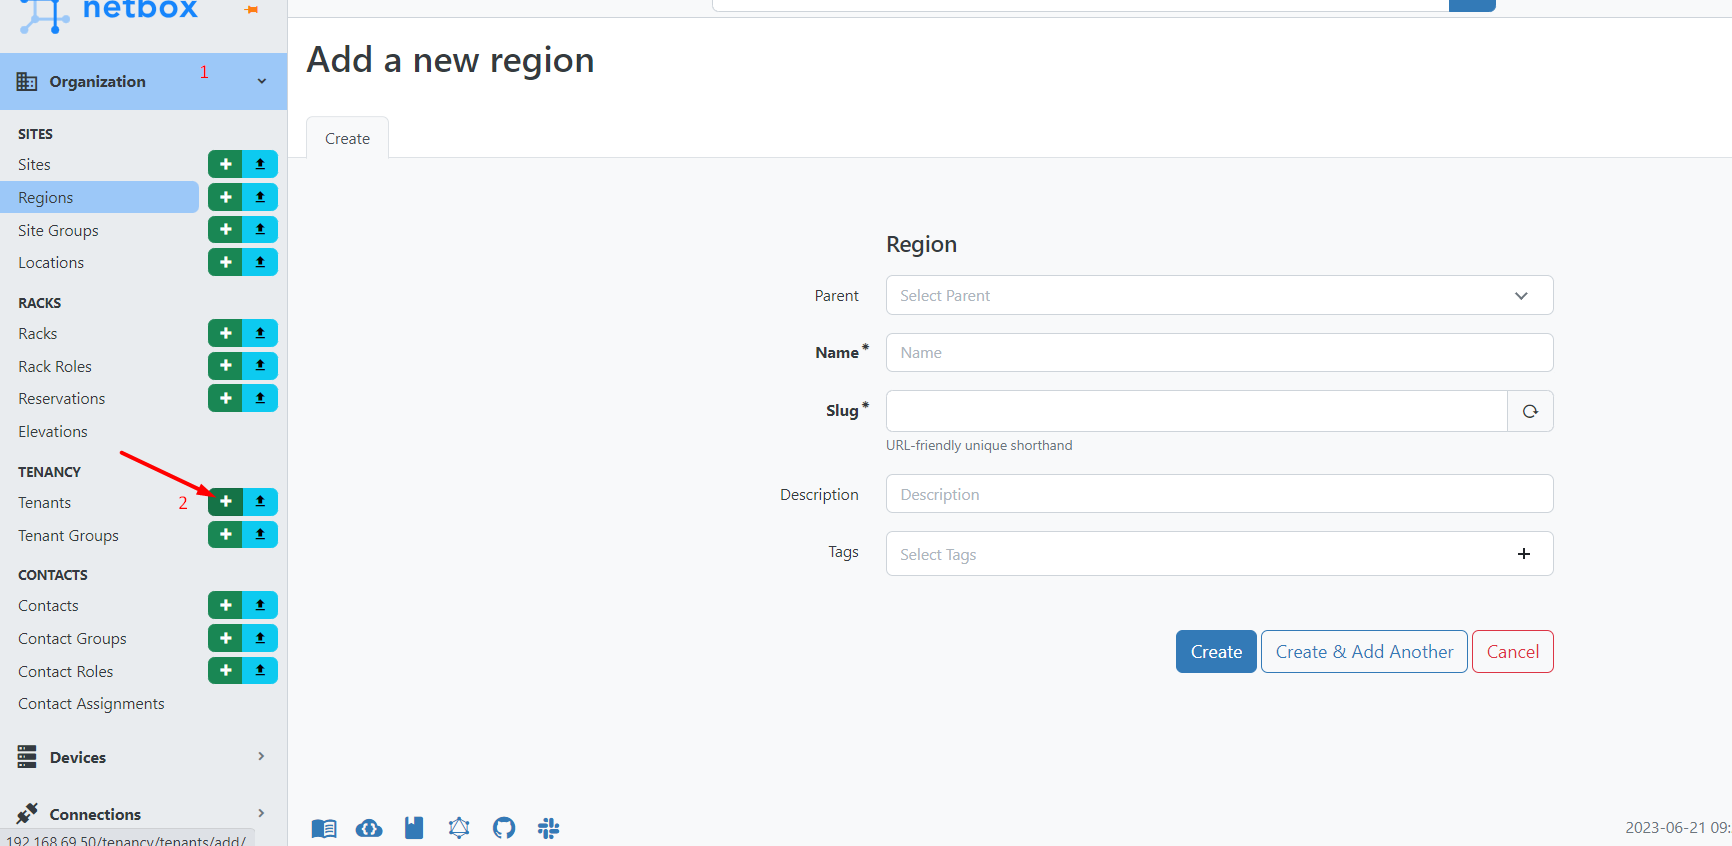 netbox
Organization
1
SITES
Sites
Regions
Site Groups
Locations
RACKS
Racks
Rack Roles
Reservations
Elevations
TENANCY
Tenants
2
Tenant Groups
CONTACTS
Contacts
Contact Groups
Contact Roles
Contact Assignments
Devices
Connections
192.168.69.50/tenancy/tenants/add/
Add a new region
Create
Region
Parent
Select Parent
Name*
Name
Slug*
URL-friendly unique shorthand
Description
Description
Tags
Select Tags
Create
Create & Add Another
Cancel
2023-06-21 09: